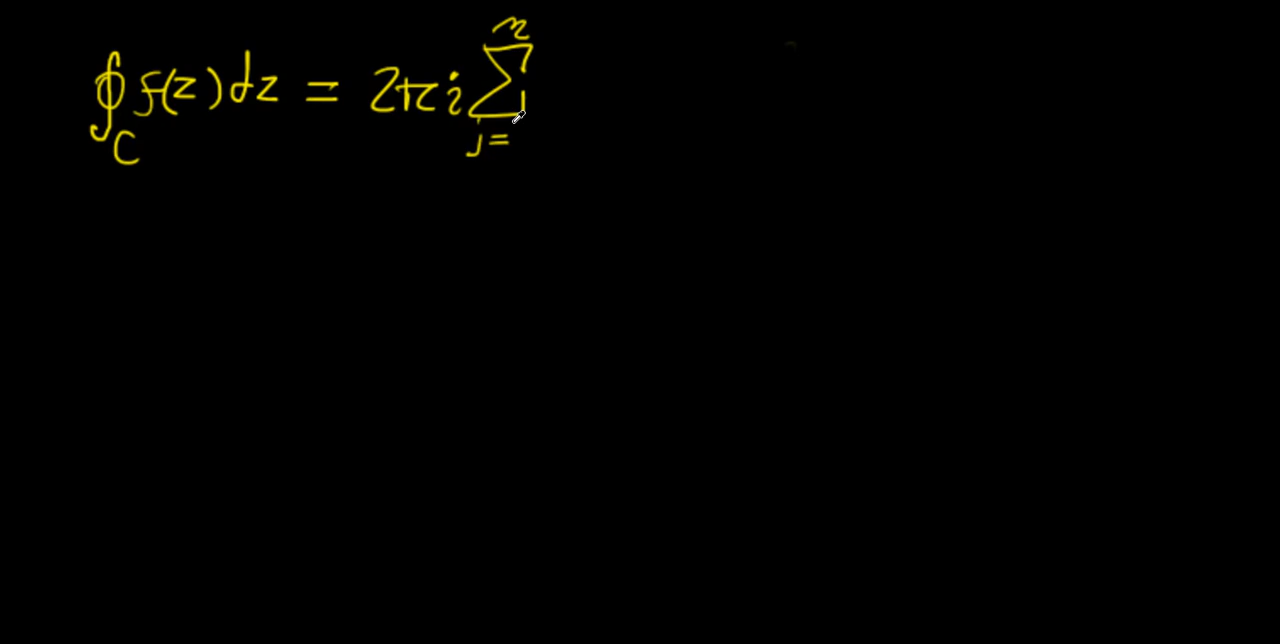 ∮_C f(z)dz = 2πi ∑_{j=}^{n}